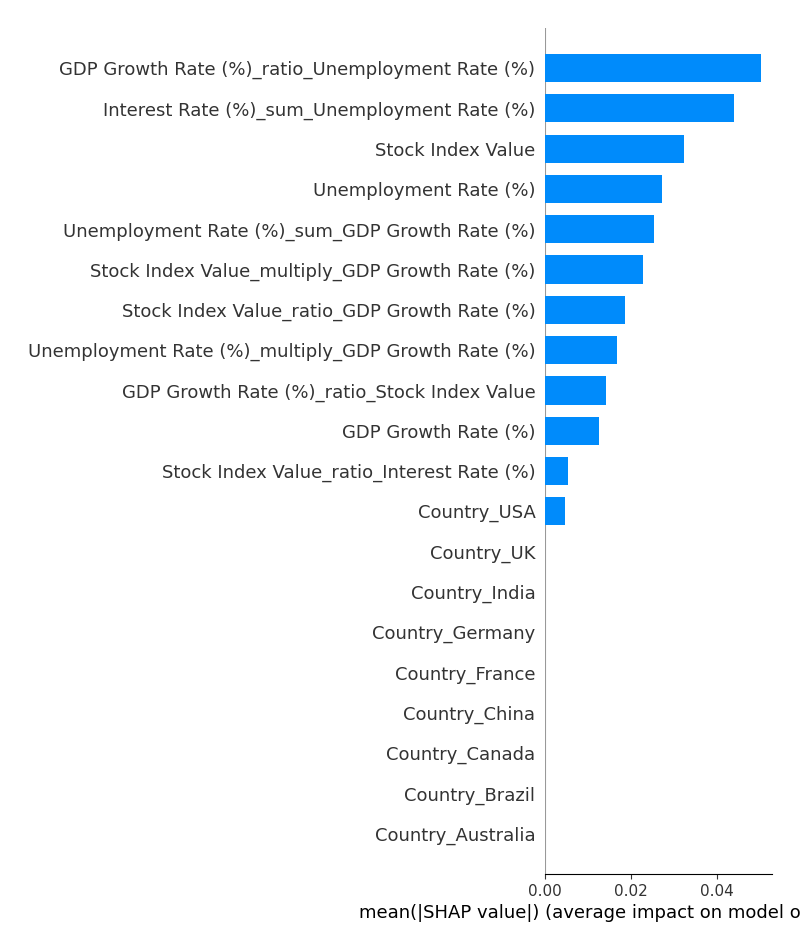 GDP Growth Rate (%)_ratio_Unemployment Rate (%)
Interest Rate (%)_sum_Unemployment Rate (%)
Stock Index Value
Unemployment Rate (%)
Unemployment Rate (%)_sum_GDP Growth Rate (%)
Stock Index Value_multiply_GDP Growth Rate (%)
Stock Index Value_ratio_GDP Growth Rate (%)
Unemployment Rate (%)_multiply_GDP Growth Rate (%)
GDP Growth Rate (%)_ratio_Stock Index Value
GDP Growth Rate (%)
Stock Index Value_ratio_Interest Rate (%)
Country_USA
Country_UK
Country_India
Country_Germany
Country_France
Country_China
Country_Canada
Country_Brazil
Country_Australia
0.00 0.02 0.04
mean(|SHAP value|) (average impact on model o